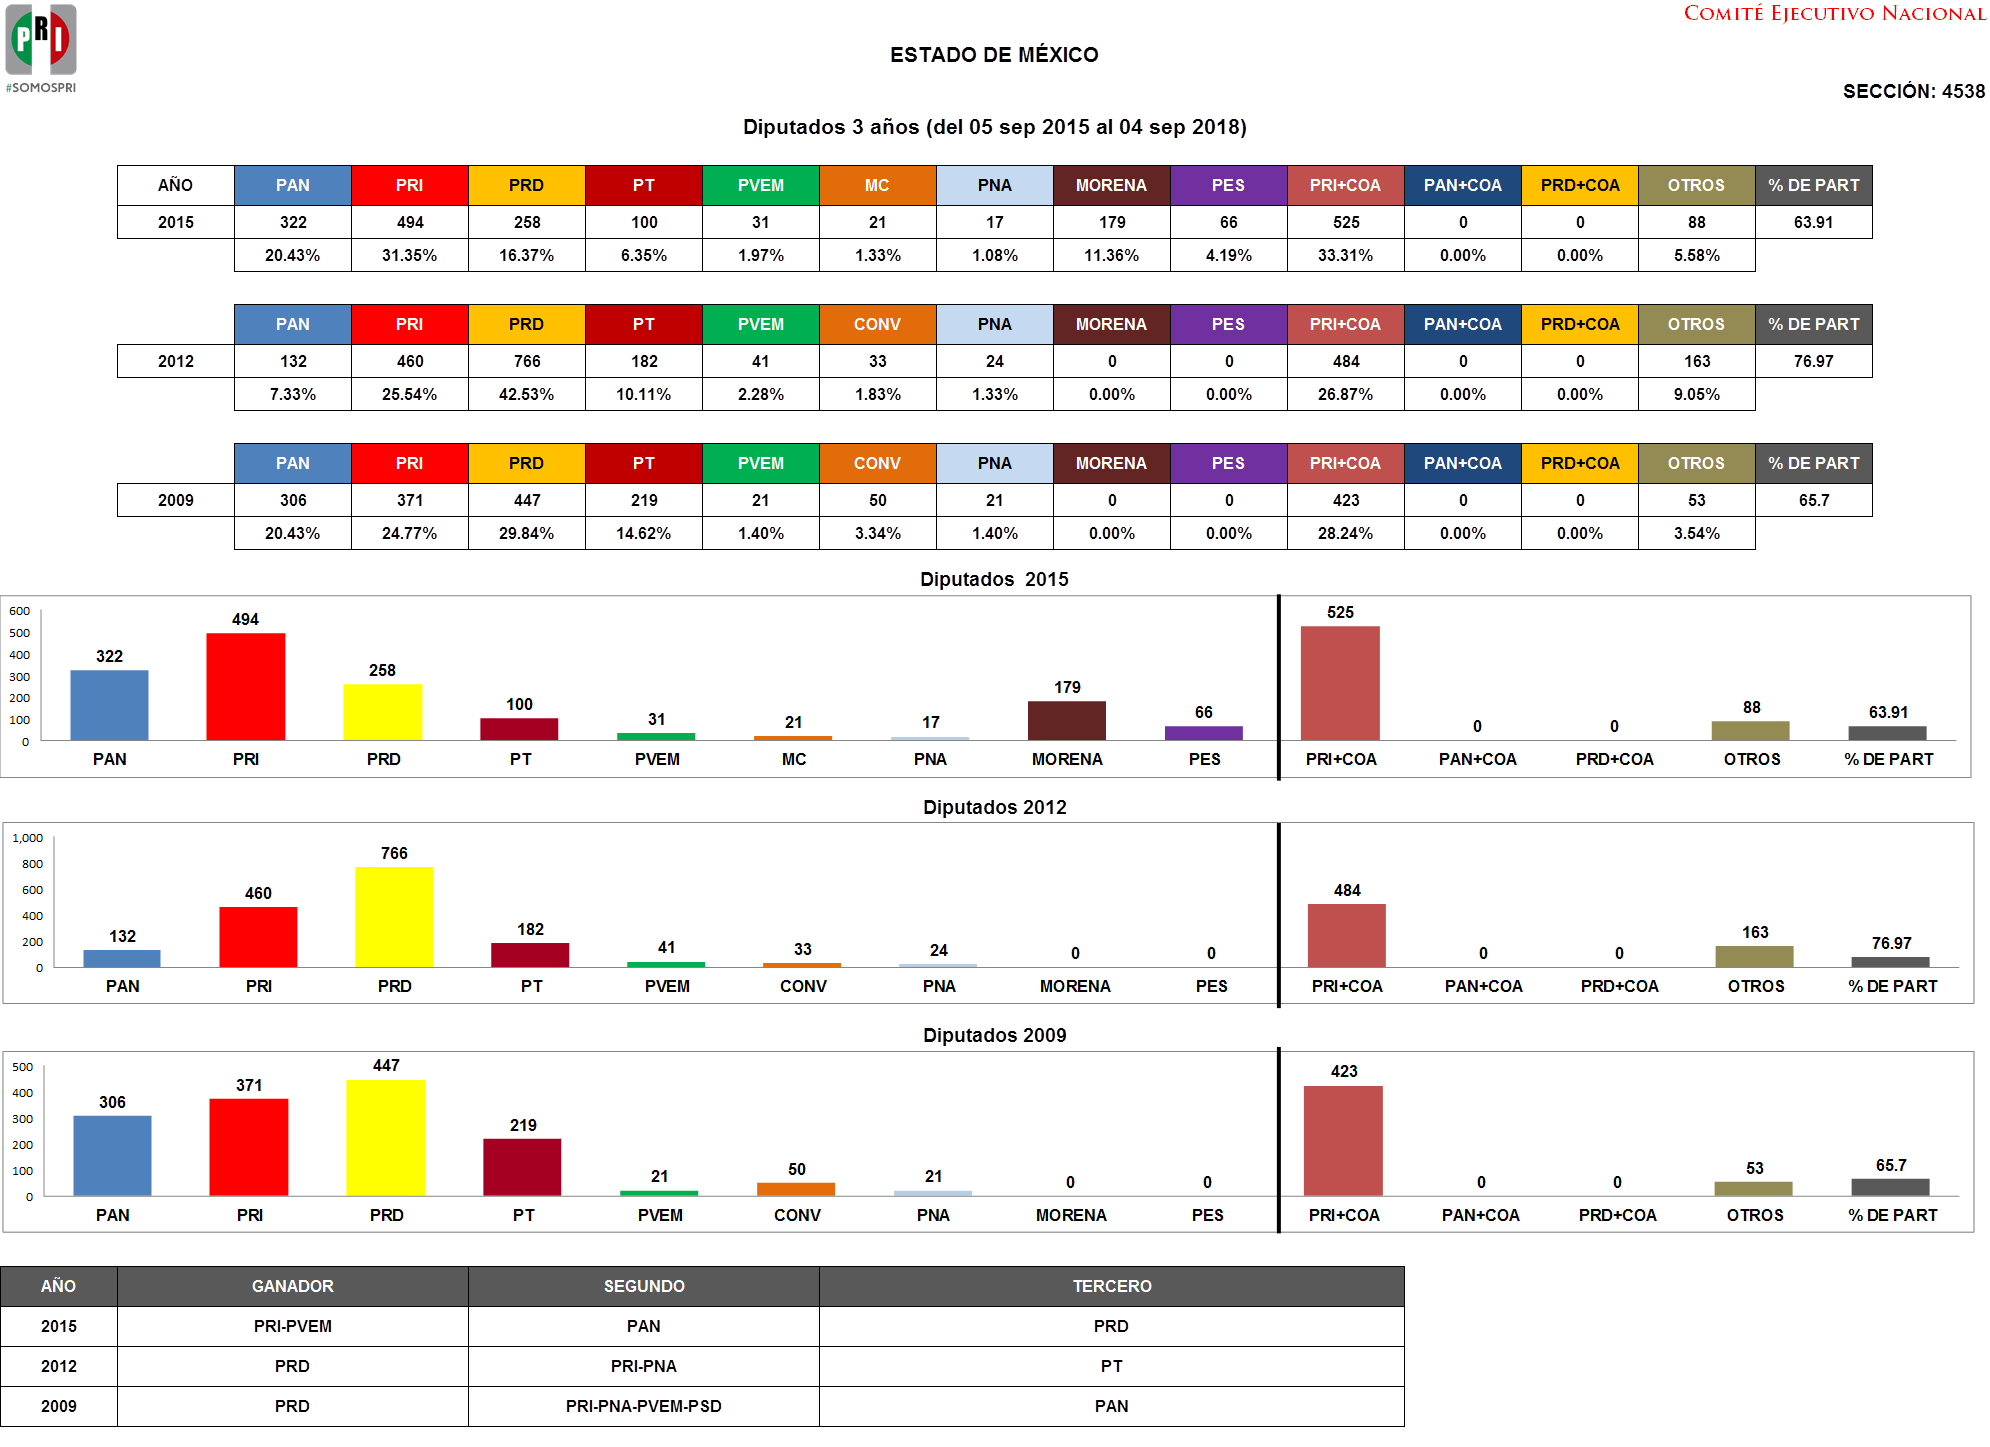 PRI
#SOMOSPRI
COMITÉ EJECUTIVO NACIONAL
ESTADO DE MÉXICO
SECCIÓN: 4538
Diputados 3 años (del 05 sep 2015 al 04 sep 2018)
AÑO PAN PRI PRD PT PVEM MC PNA MORENA PES PRI+COA PAN+COA PRD+COA OTROS % DE PART
2015 322 494 258 100 31 21 17 179 66 525 0 0 88 63.91
20.43% 31.35% 16.37% 6.35% 1.97% 1.33% 1.08% 11.36% 4.19% 33.31% 0.00% 0.00% 5.58%
PAN PRI PRD PT PVEM CONV PNA MORENA PES PRI+COA PAN+COA PRD+COA OTROS % DE PART
2012 132 460 766 182 41 33 24 0 0 484 0 0 163 76.97
7.33% 25.54% 42.53% 10.11% 2.28% 1.83% 1.33% 0.00% 0.00% 26.87% 0.00% 0.00% 9.05%
PAN PRI PRD PT PVEM CONV PNA MORENA PES PRI+COA PAN+COA PRD+COA OTROS % DE PART
2009 306 371 447 219 21 50 21 0 0 423 0 0 53 65.7
20.43% 24.77% 29.84% 14.62% 1.40% 3.34% 1.40% 0.00% 0.00% 28.24% 0.00% 0.00% 3.54%
Diputados 2015
600
500
400
300
200
100
0
322 494 258 100 31 21 17 179 66 525 0 0 88 63.91
PAN PRI PRD PT PVEM MC PNA MORENA PES PRI+COA PAN+COA PRD+COA OTROS % DE PART
Diputados 2012
1,000
800
600
400
200
0
132 460 766 182 41 33 24 0 0 484 0 0 163 76.97
PAN PRI PRD PT PVEM CONV PNA MORENA PES PRI+COA PAN+COA PRD+COA OTROS % DE PART
Diputados 2009
500
400
300
200
100
0
306 371 447 219 21 50 21 0 0 423 0 0 53 65.7
PAN PRI PRD PT PVEM CONV PNA MORENA PES PRI+COA PAN+COA PRD+COA OTROS % DE PART
AÑO GANADOR SEGUNDO TERCERO
2015 PRI-PVEM PAN PRD
2012 PRD PRI-PNA PT
2009 PRD PRI-PNA-PVEM-PSD PAN